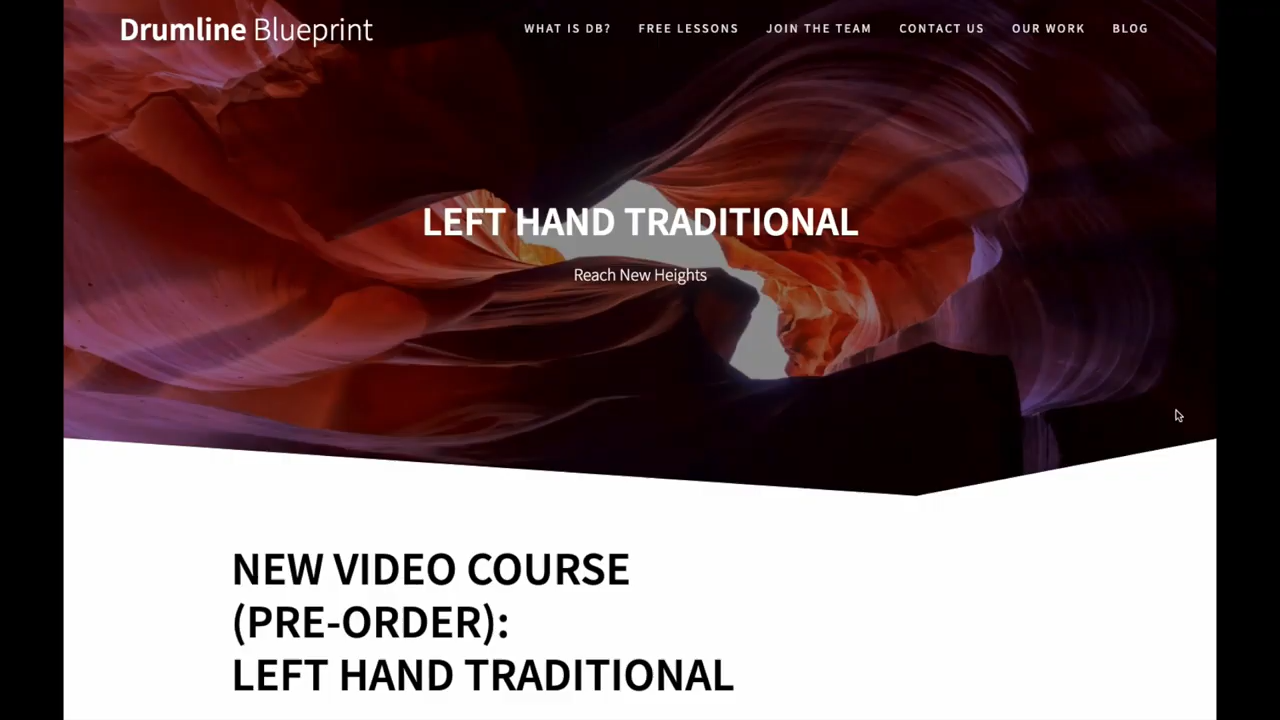 Drumline Blueprint
WHAT IS DB? FREE LESSONS JOIN THE TEAM CONTACT US OUR WORK BLOG
LEFT HAND TRADITIONAL
Reach New Heights
NEW VIDEO COURSE
(PRE-ORDER):
LEFT HAND TRADITIONAL